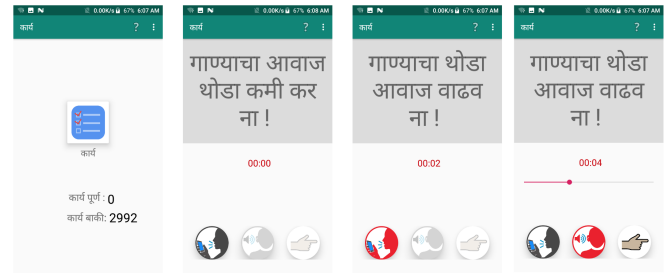 0.00K/s 67% 6:07 AM
कार्य ?
कार्य
कार्य पूर्ण : 0
कार्य बाकी: 2992
0.00K/s 67% 6:08 AM
कार्य ?
गाण्याचा आवाज
थोडा कमी कर
ना !
00:00
0.00K/s 67% 6:07 AM
कार्य ?
गाण्याचा थोडा
आवाज वाढव
ना !
00:02
0.00K/s 67% 6:07 AM
कार्य ?
गाण्याचा थोडा
आवाज वाढव
ना !
00:04